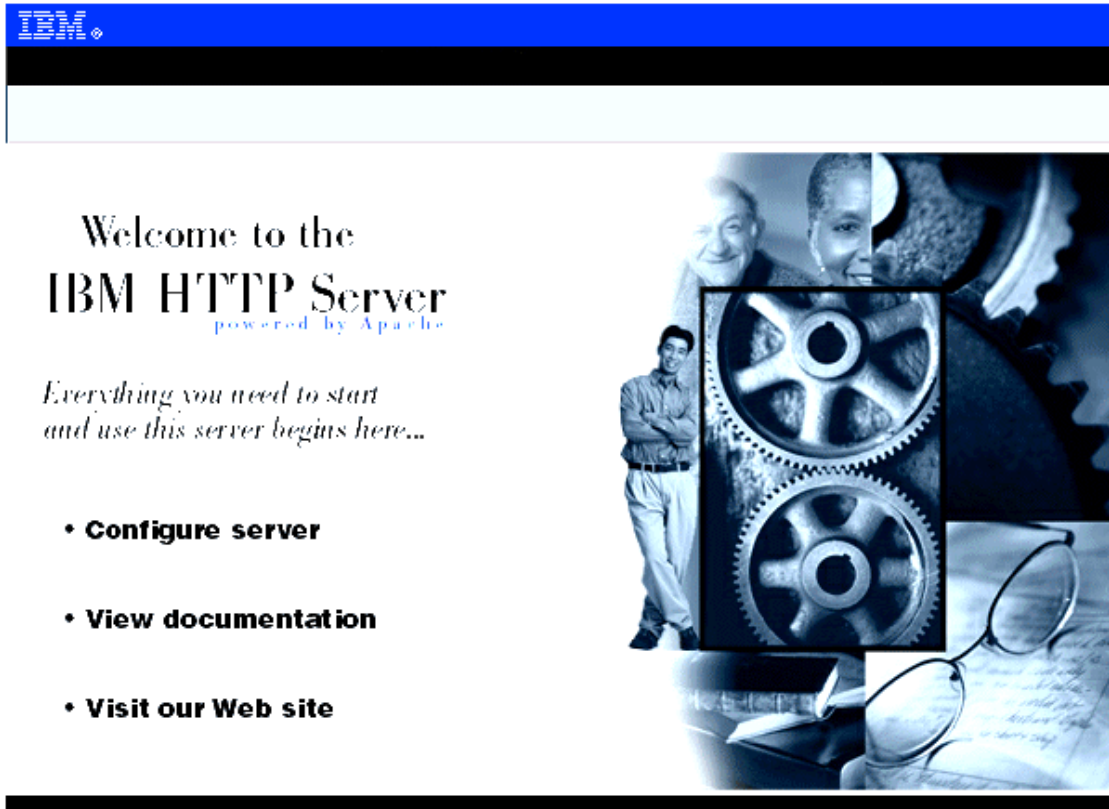 IBM®
Welcome to the
IBM HTTP Server
powered by Apache
Everything you need to start
and use this server begins here...
• Configure server
• View documentation
• Visit our Web site